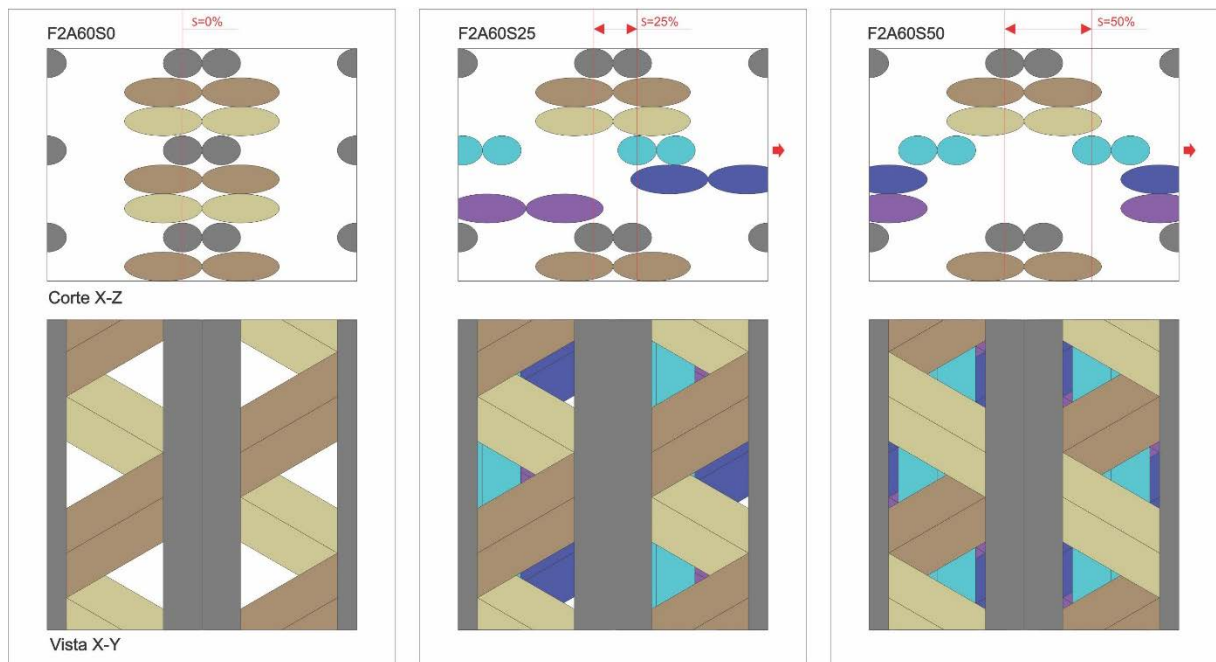 S=0%
F2A60S0
Corte X-Z
Vista X-Y
S=25%
F2A60S25
S=50%
F2A60S50